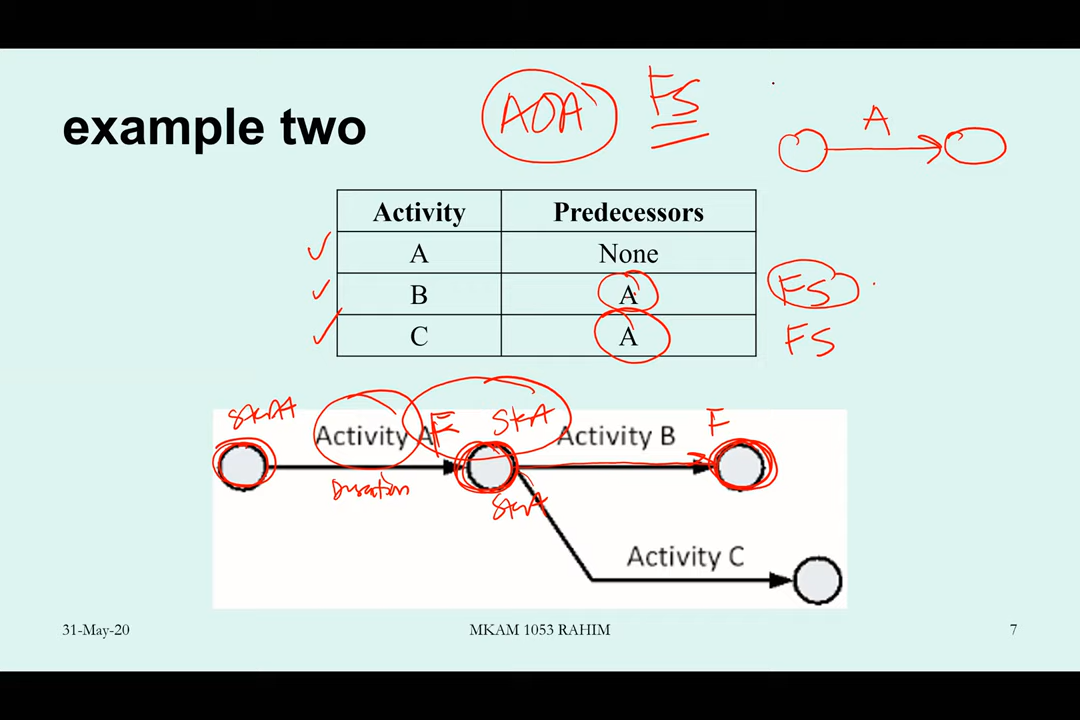 AOA FS
example two
A
Activity Predecessors
A None
B A FS
C A FS
Start F Start F
Activity A Activity B
Duration
Start
Activity C
31-May-20 MKAM 1053 RAHIM 7